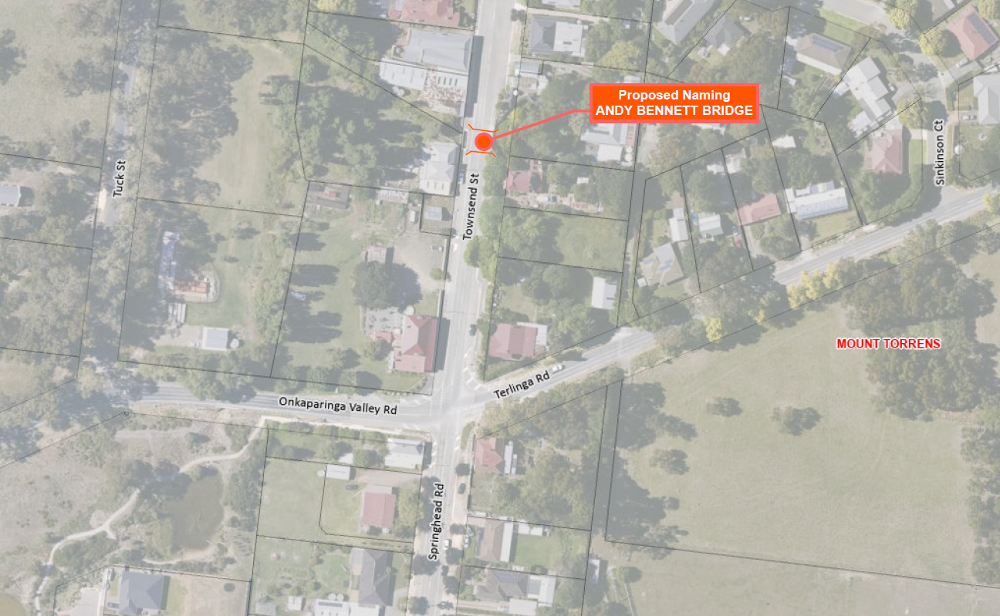 Proposed Naming
ANDY BENNETT BRIDGE
Sinkinson Ct
Tuck St
Townsend St
MOUNT TORRENS
Terlinga Rd
Onkaparinga Valley Rd
Springhead Rd